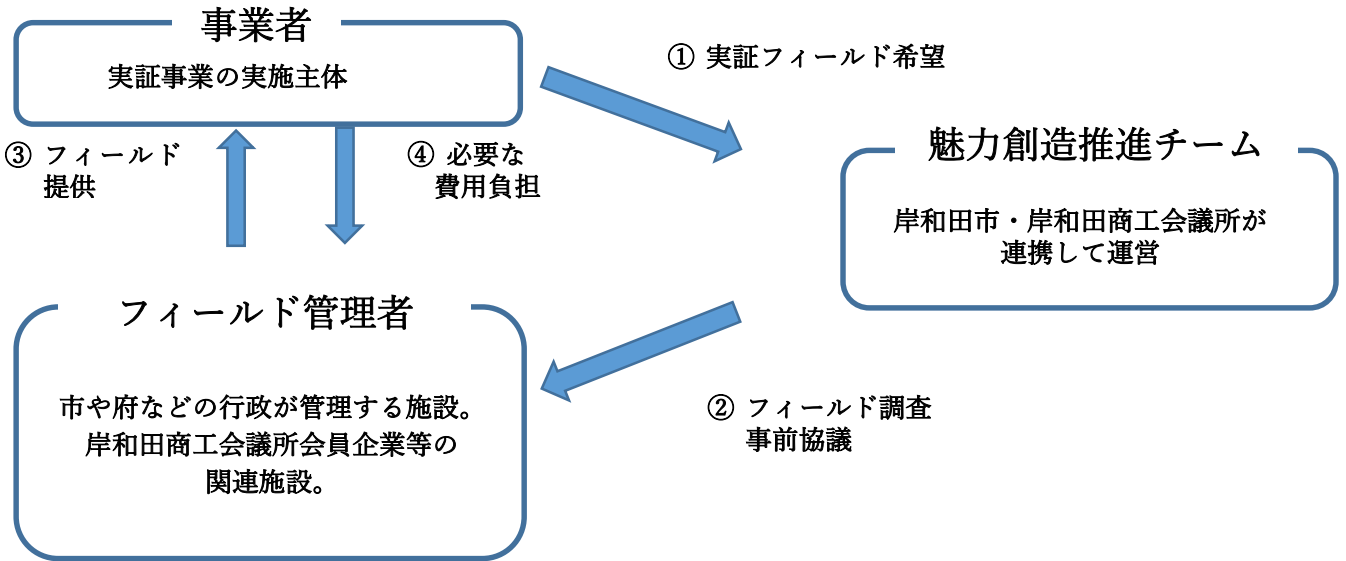 事業者
実証事業の実施主体
① 実証フィールド希望
魅力創造推進チーム
岸和田市・岸和田商工会議所が
連携して運営
③ フィールド
提供
④ 必要な
費用負担
フィールド管理者
市や府などの行政が管理する施設。
岸和田商工会議所会員企業等の
関連施設。
② フィールド調査
事前協議